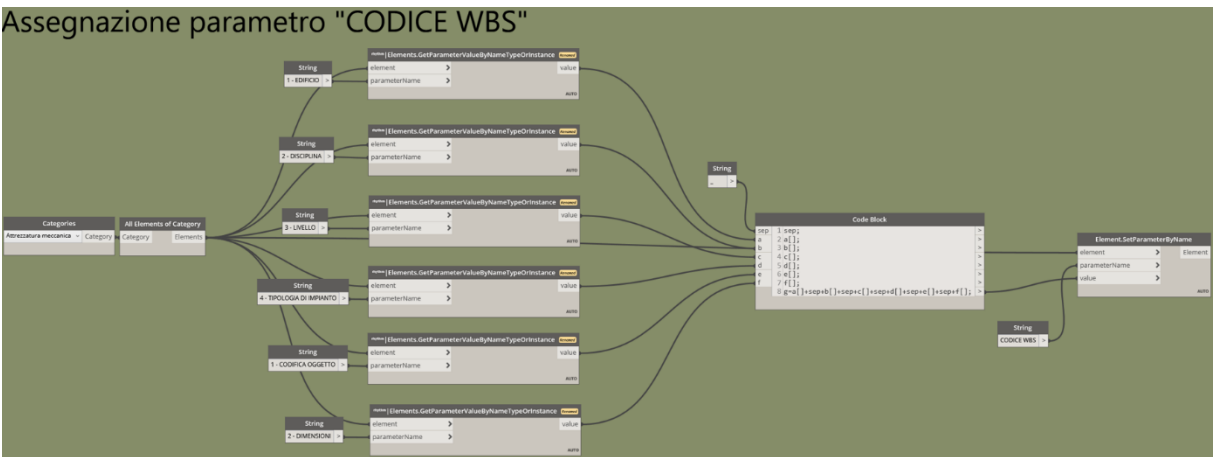 Assegnazione parametro "CODICE WBS"
Categories
Attrezzatura meccanica Category
All Elements of Category
Category Elements
String
1 - EDIFICIO >
Elements.GetParameterValueByNameTypeOrInstance
element > value
parameterName >
AUTO
String
2 - DISCIPLINA >
Elements.GetParameterValueByNameTypeOrInstance
element > value
parameterName >
AUTO
String
3 - LIVELLO >
Elements.GetParameterValueByNameTypeOrInstance
element > value
parameterName >
AUTO
String
4 - TIPOLOGIA DI IMPIANTO >
Elements.GetParameterValueByNameTypeOrInstance
element > value
parameterName >
AUTO
String
1 - CODIFICA OGGETTO >
Elements.GetParameterValueByNameTypeOrInstance
element > value
parameterName >
AUTO
String
2 - DIMENSIONI >
Elements.GetParameterValueByNameTypeOrInstance
element > value
parameterName >
AUTO
String
_ >
Code Block
sep 1 sep; >
a 2 a[]; >
b 3 b[]; >
c 4 c[]; >
d 5 d[]; >
e 6 e[]; >
f 7 f[]; >
8 g=a[]+sep+b[]+sep+c[]+sep+d[]+sep+e[]+sep+f[]; >
String
CODICE WBS >
Element.SetParameterByName
element > Element
parameterName >
value >
AUTO